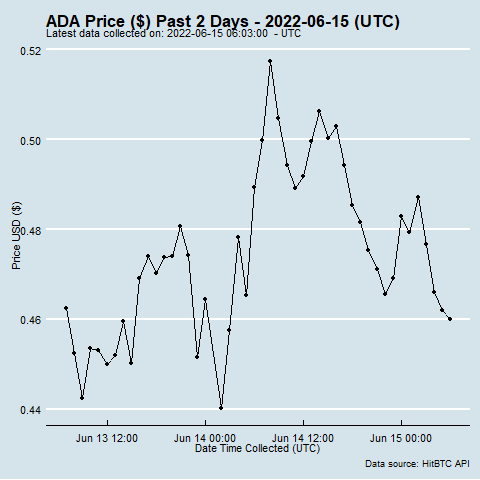 ADA Price ($) Past 2 Days - 2022-06-15 (UTC)
Latest data collected on: 2022-06-15 06:03:00  - UTC
0.52
0.50
0.48
0.46
0.44
Price USD ($)
Jun 13 12:00
Jun 14 00:00
Jun 14 12:00
Jun 15 00:00
Date Time Collected (UTC)
Data source: HitBTC API